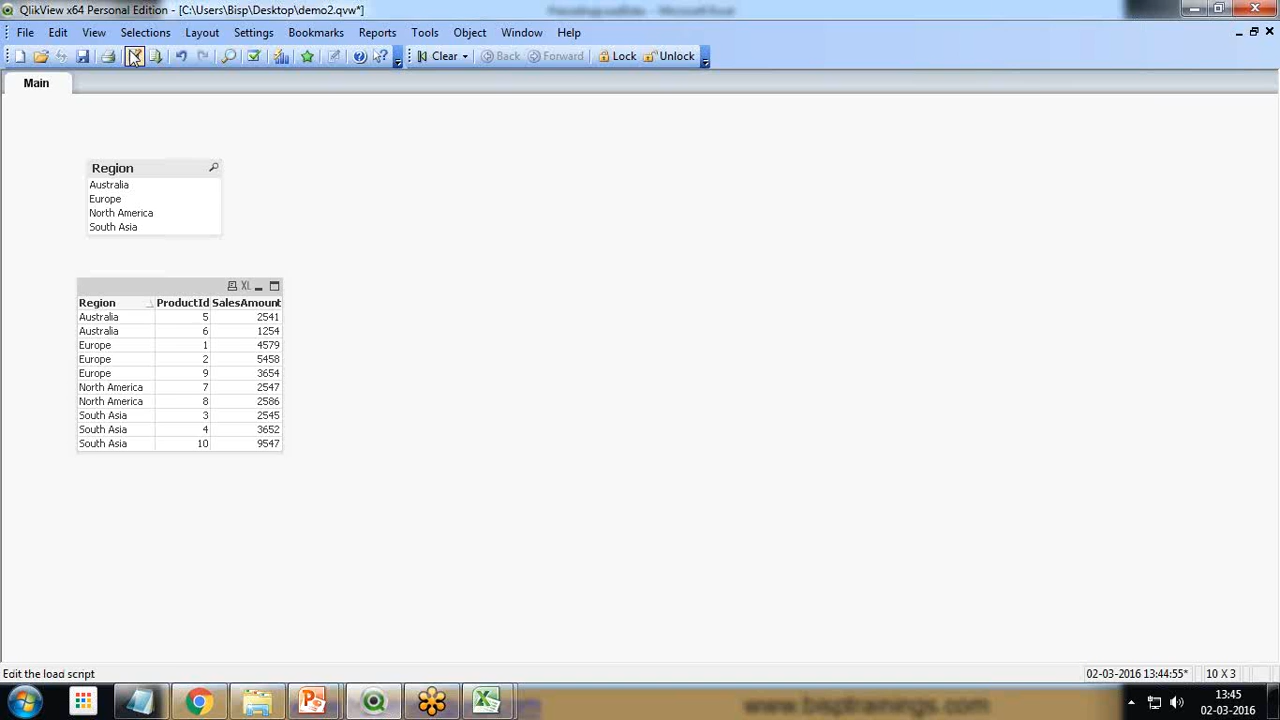 QlikView x64 Personal Edition - [C:\Users\Bisp\Desktop\demo2.qvw*]
File Edit View Selections Layout Settings Bookmarks Reports Tools Object Window Help
Clear Back Forward Lock Unlock
Main
Region
Australia
Europe
North America
South Asia
XL
Region ProductId SalesAmount
Australia 5 2541
Australia 6 1254
Europe 1 4579
Europe 2 5458
Europe 9 3654
North America 7 2547
North America 8 2586
South Asia 3 2545
South Asia 4 3652
South Asia 10 9547
Edit the load script
02-03-2016 13:44:55* 10 X 3
www.bisptrainings.com
13:45
02-03-2016